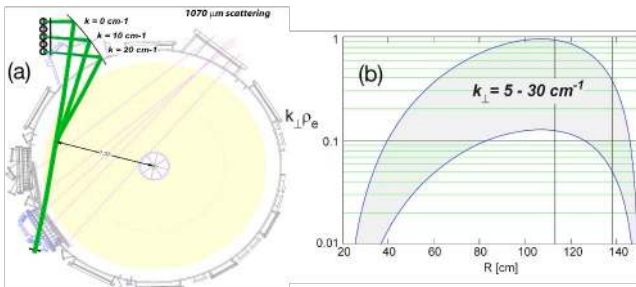 1070 μm scattering
k = 0 cm-1
k = 10 cm-1
k = 20 cm-1
(a)
(b)
k⊥ρe
k⊥= 5 - 30 cm-1
1
0.1
0.01
20 40 60 80 100 120 140
R [cm]